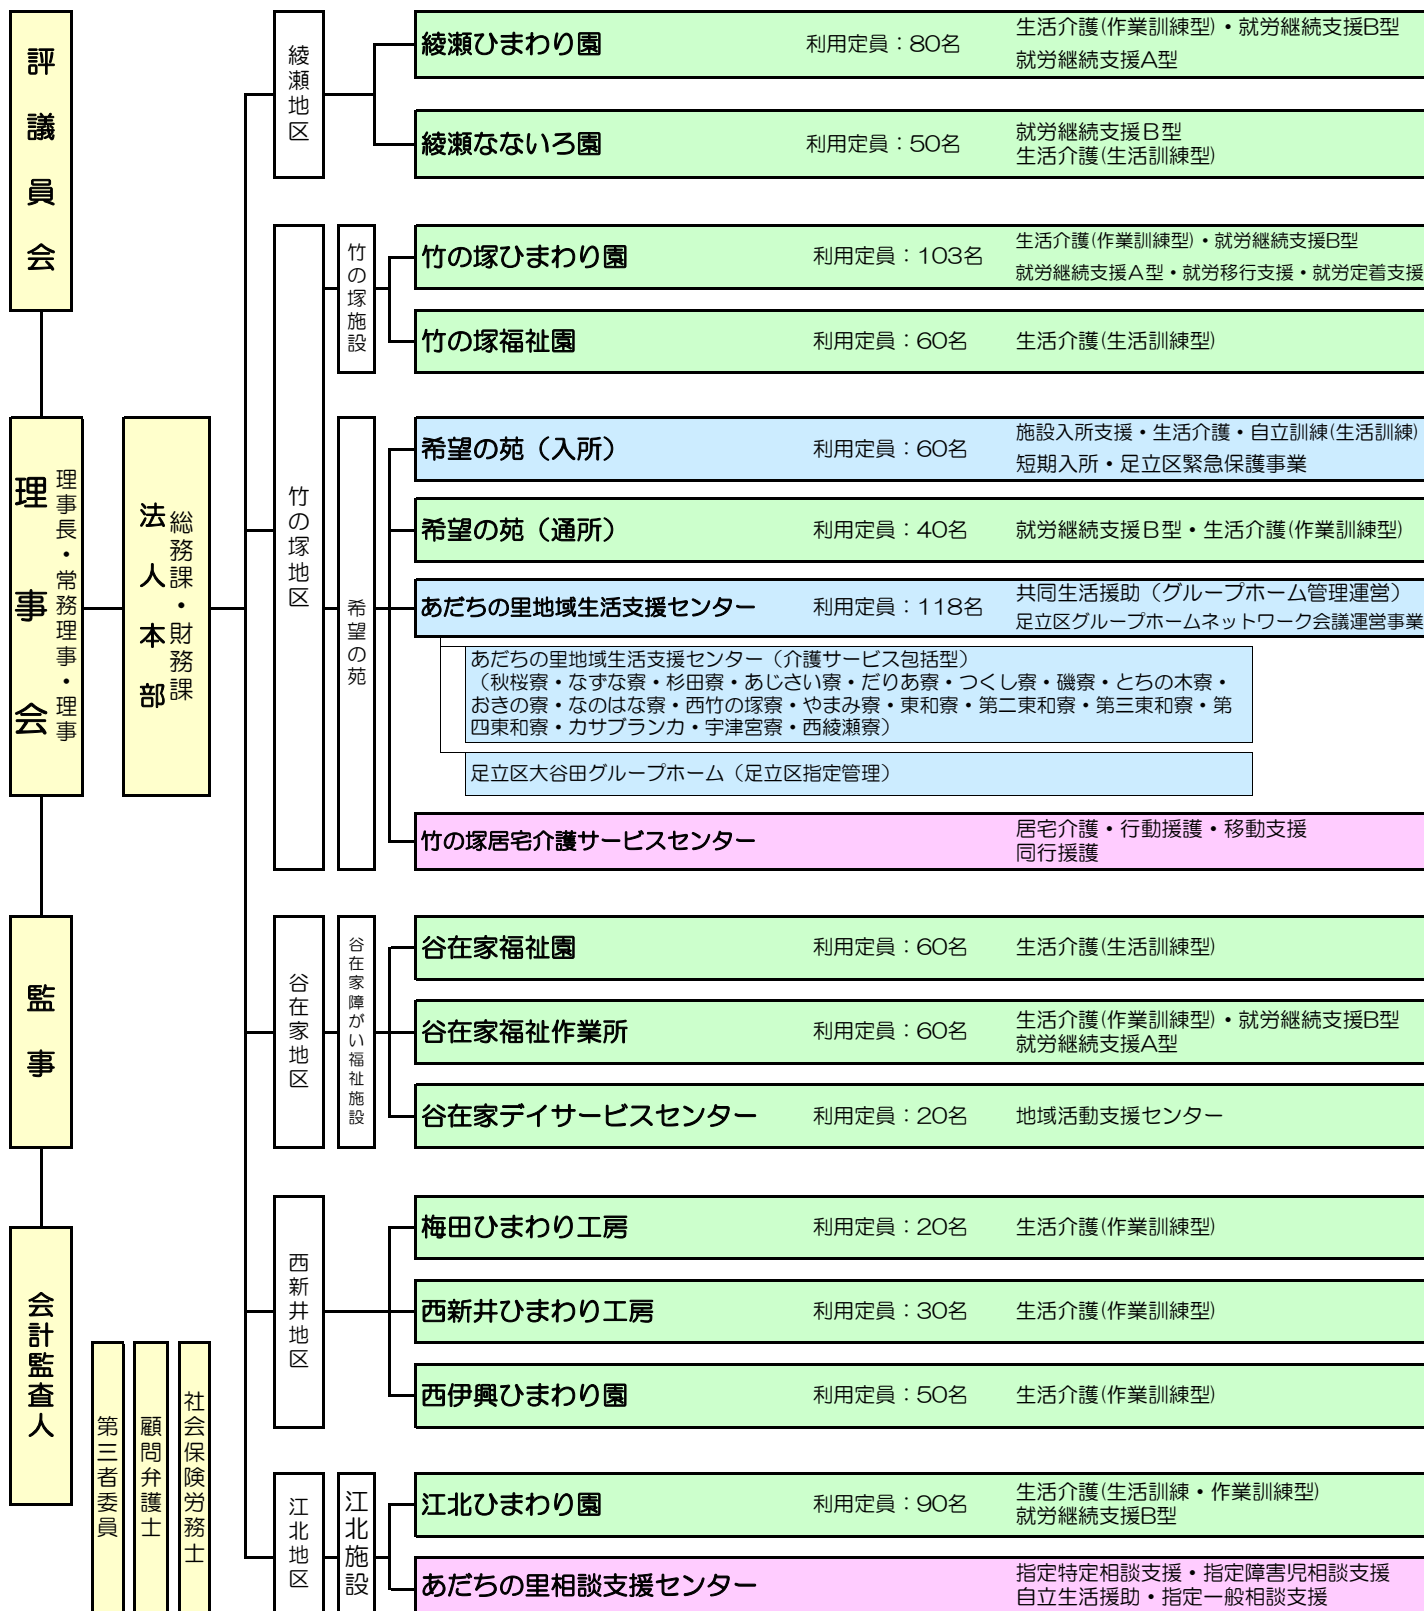 評議員会
理事会
理事長・常務理事・理事
監事
会計監査人
法人本部
総務課・財務課
第三者委員
顧問弁護士
社会保険労務士
綾瀬地区
綾瀬ひまわり園 利用定員：80名 生活介護(作業訓練型)・就労継続支援B型
就労継続支援A型
綾瀬なないろ園 利用定員：50名 就労継続支援Ｂ型
生活介護(生活訓練型)
竹の塚地区
竹の塚施設
竹の塚ひまわり園 利用定員：103名 生活介護(作業訓練型)・就労継続支援B型
就労継続支援Ａ型・就労移行支援・就労定着支援
竹の塚福祉園 利用定員：60名 生活介護(生活訓練型)
希望の苑
希望の苑（入所） 利用定員：60名 施設入所支援・生活介護・自立訓練(生活訓練)
短期入所・足立区緊急保護事業
希望の苑（通所） 利用定員：40名 就労継続支援Ｂ型・生活介護(作業訓練型)
あだちの里地域生活支援センター 利用定員：118名 共同生活援助（グループホーム管理運営）
足立区グループホームネットワーク会議運営事業
あだちの里地域生活支援センター（介護サービス包括型）
（秋桜寮・なずな寮・杉田寮・あじさい寮・だりあ寮・つくし寮・磯寮・とちの木寮・
おきの寮・なのはな寮・西竹の塚寮・やまみ寮・東和寮・第二東和寮・第三東和寮・第
四東和寮・カサブランカ・宇津宮寮・西綾瀬寮）
足立区大谷田グループホーム（足立区指定管理）
竹の塚居宅介護サービスセンター 居宅介護・行動援護・移動支援
同行援護
谷在家地区
谷在家障がい福祉施設
谷在家福祉園 利用定員：60名 生活介護(生活訓練型)
谷在家福祉作業所 利用定員：60名 生活介護(作業訓練型)・就労継続支援B型
就労継続支援A型
谷在家デイサービスセンター 利用定員：20名 地域活動支援センター
西新井地区
梅田ひまわり工房 利用定員：20名 生活介護(作業訓練型)
西新井ひまわり工房 利用定員：30名 生活介護(作業訓練型)
西伊興ひまわり園 利用定員：50名 生活介護(作業訓練型)
江北地区
江北施設
江北ひまわり園 利用定員：90名 生活介護(生活訓練・作業訓練型)
就労継続支援B型
あだちの里相談支援センター 指定特定相談支援・指定障害児相談支援
自立生活援助・指定一般相談支援